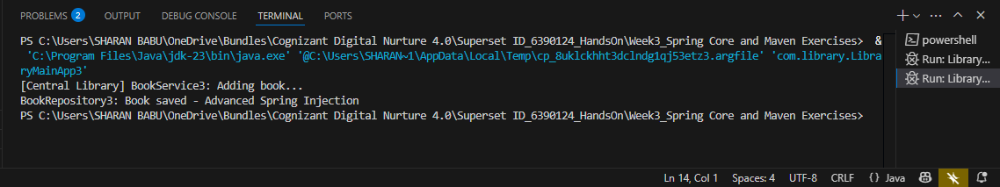 PROBLEMS 2 OUTPUT DEBUG CONSOLE TERMINAL PORTS
PS C:\Users\SHARAN BABU\OneDrive\Bundles\Cognizant Digital Nurture 4.0\Superset ID_6390124_HandsOn\Week3_Spring Core and Maven Exercises> &
'C:\Program Files\Java\jdk-23\bin\java.exe' '@C:\Users\SHARAN~1\AppData\Local\Temp\cp_8uklckhht3dclndg1qj53etz3.argfile' 'com.library.Libra
ryMainApp3'
[Central Library] BookService3: Adding book...
BookRepository3: Book saved - Advanced Spring Injection
PS C:\Users\SHARAN BABU\OneDrive\Bundles\Cognizant Digital Nurture 4.0\Superset ID_6390124_HandsOn\Week3_Spring Core and Maven Exercises>
powershell
Run: Library...
Run: Library...
Ln 14, Col 1 Spaces: 4 UTF-8 CRLF {} Java